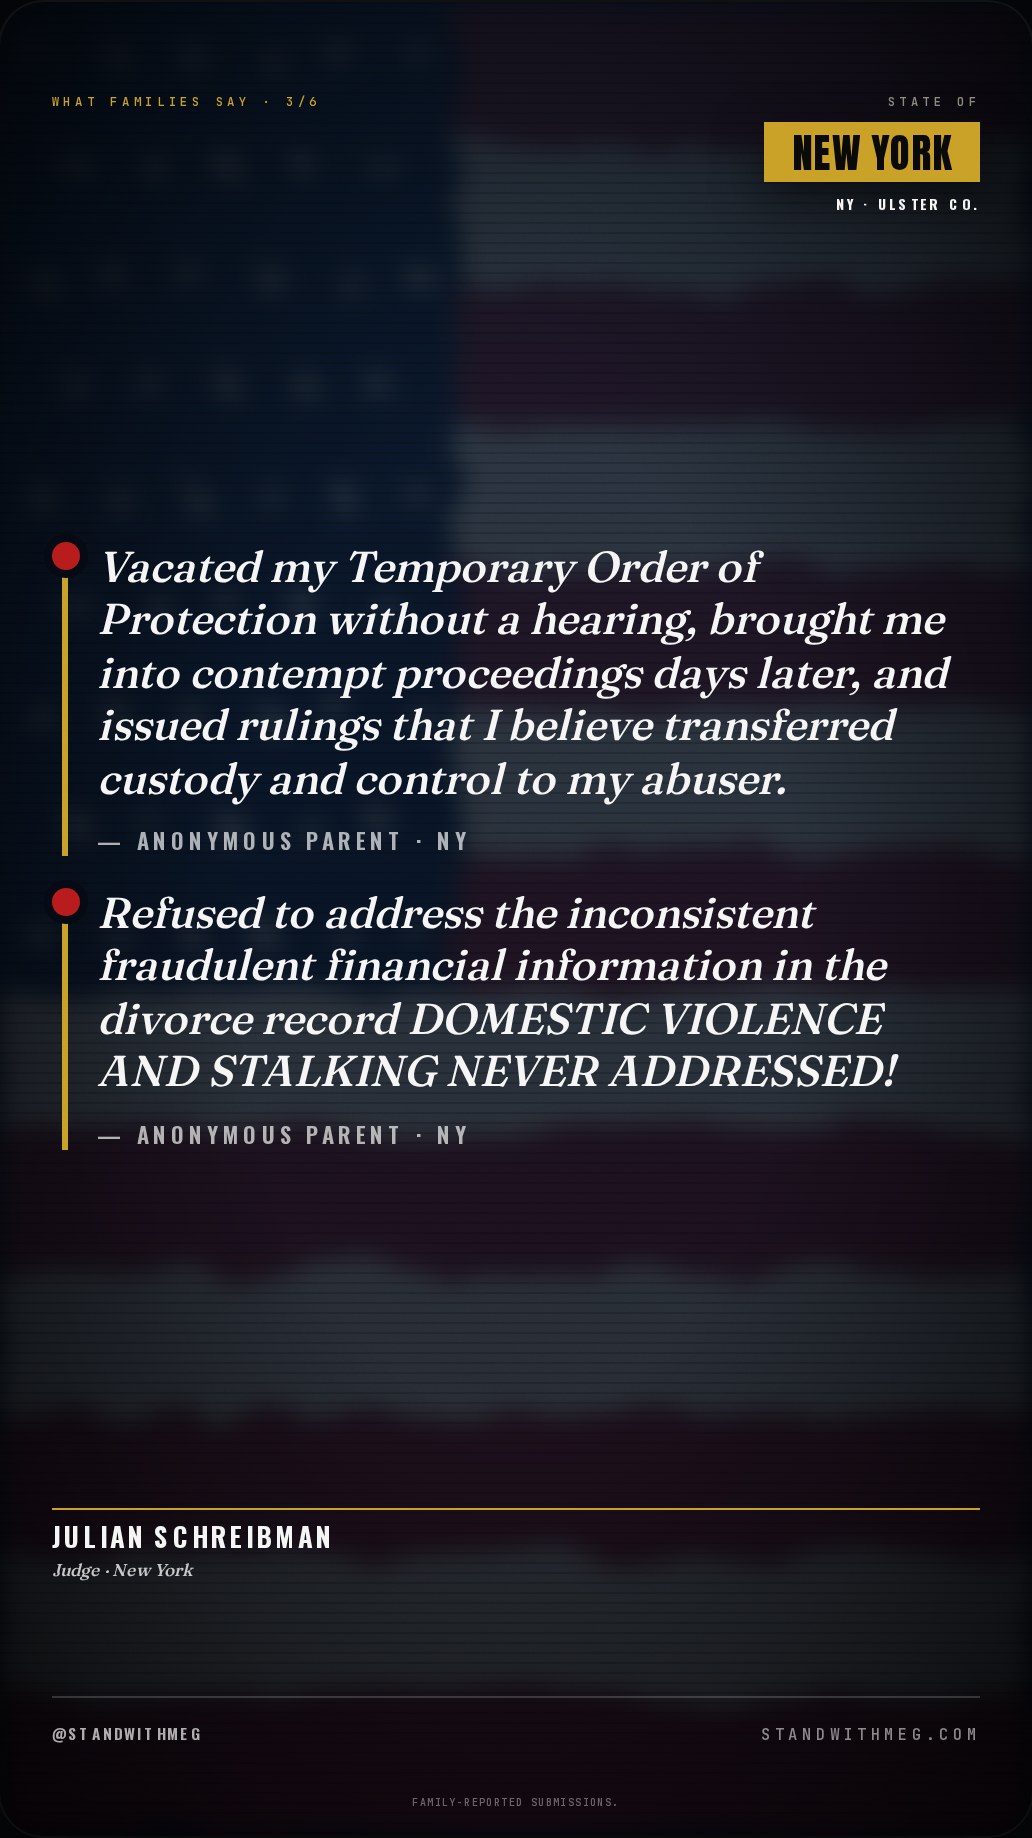 WHAT FAMILIES SAY · 3/6
STATE OF
NEW YORK
NY · ULSTER CO.
Vacated my Temporary Order of
Protection without a hearing, brought me
into contempt proceedings days later, and
issued rulings that I believe transferred
custody and control to my abuser.
— ANONYMOUS PARENT · NY
Refused to address the inconsistent
fraudulent financial information in the
divorce record DOMESTIC VIOLENCE
AND STALKING NEVER ADDRESSED!
— ANONYMOUS PARENT · NY
JULIAN SCHREIBMAN
Judge · New York
@STANDWITHMEG
STANDWITHMEG.COM
FAMILY-REPORTED SUBMISSIONS.